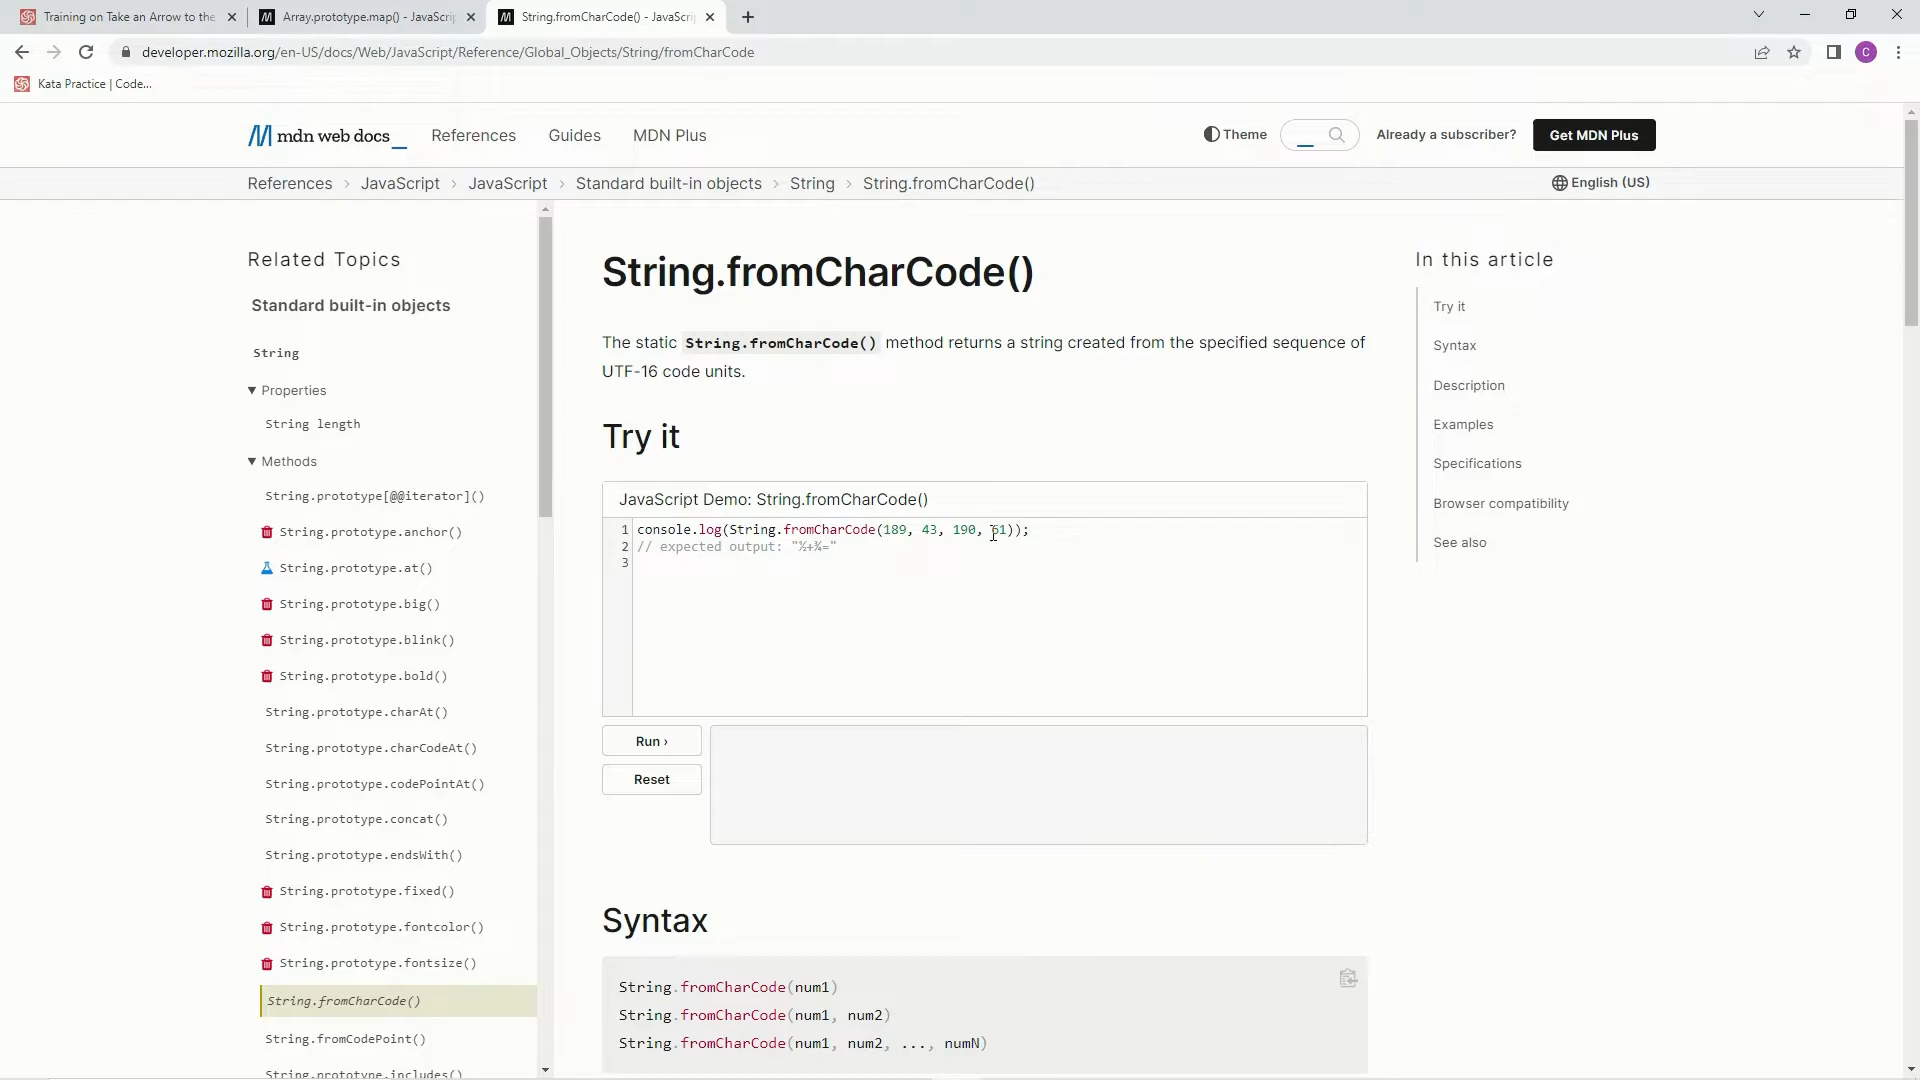 Training on Take an Arrow to the
Array.prototype.map() - JavaScri
String.fromCharCode() - JavaScri
developer.mozilla.org/en-US/docs/Web/JavaScript/Reference/Global_Objects/String/fromCharCode
C
Kata Practice | Code...
mdn web docs
References
Guides
MDN Plus
Theme
Already a subscriber?
Get MDN Plus
References > JavaScript > JavaScript > Standard built-in objects > String > String.fromCharCode()
English (US)
Related Topics
Standard built-in objects
String
Properties
String length
Methods
String.prototype[@@iterator]()
String.prototype.anchor()
String.prototype.at()
String.prototype.big()
String.prototype.blink()
String.prototype.bold()
String.prototype.charAt()
String.prototype.charCodeAt()
String.prototype.codePointAt()
String.prototype.concat()
String.prototype.endsWith()
String.prototype.fixed()
String.prototype.fontcolor()
String.prototype.fontsize()
String.fromCharCode()
String.fromCodePoint()
String.prototype.includes()
String.fromCharCode()
The static String.fromCharCode() method returns a string created from the specified sequence of
UTF-16 code units.
Try it
JavaScript Demo: String.fromCharCode()
1 console.log(String.fromCharCode(189, 43, 190, 61));
2 // expected output: "½+¾="
3
Run ›
Reset
Syntax
String.fromCharCode(num1)
String.fromCharCode(num1, num2)
String.fromCharCode(num1, num2, ..., numN)
In this article
Try it
Syntax
Description
Examples
Specifications
Browser compatibility
See also